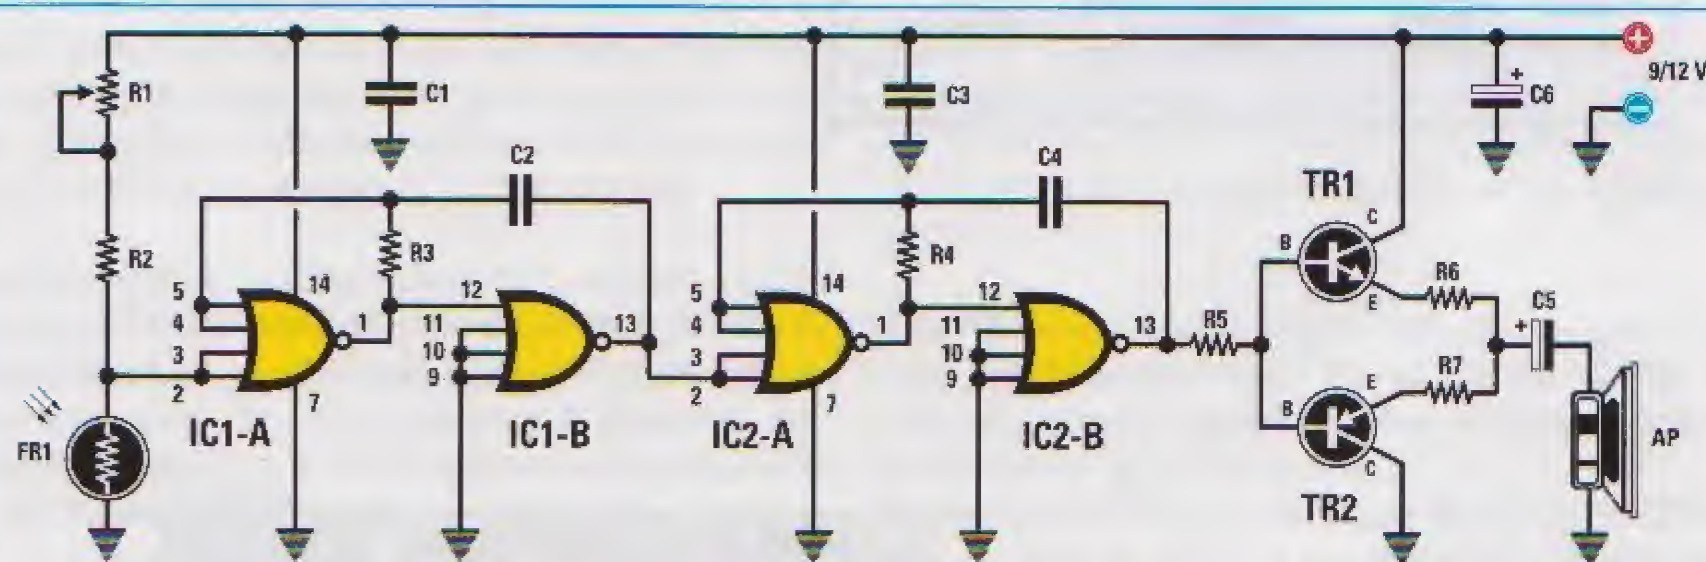 9/12 V
R1
C1
C3
C6
+
C2
C4
TR1
R2
R3
R4
C
B
E
R6
R7
C5
+
5
4
3
2
14
7
1
12
11
10
9
13
5
4
3
2
14
7
1
12
11
10
9
13
R5
B
E
C
FR1
IC1-A
IC1-B
IC2-A
IC2-B
TR2
AP